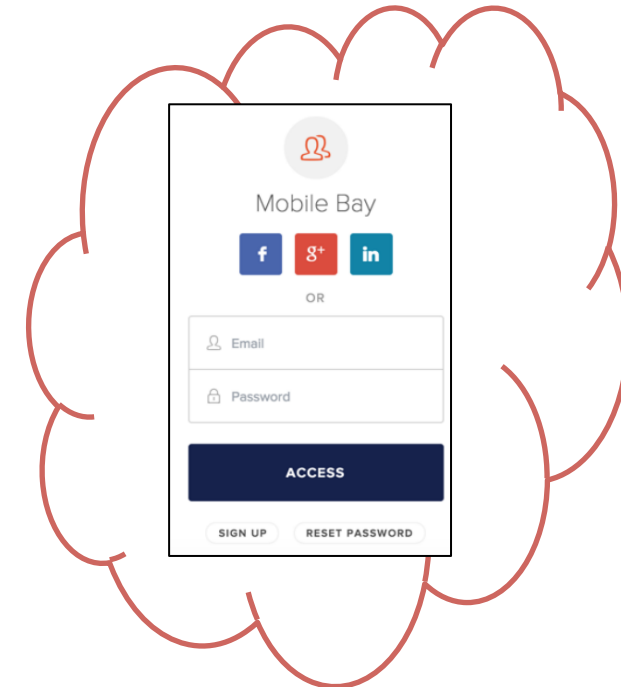 Mobile Bay
f g+ in
OR
Email
Password
ACCESS
SIGN UP RESET PASSWORD